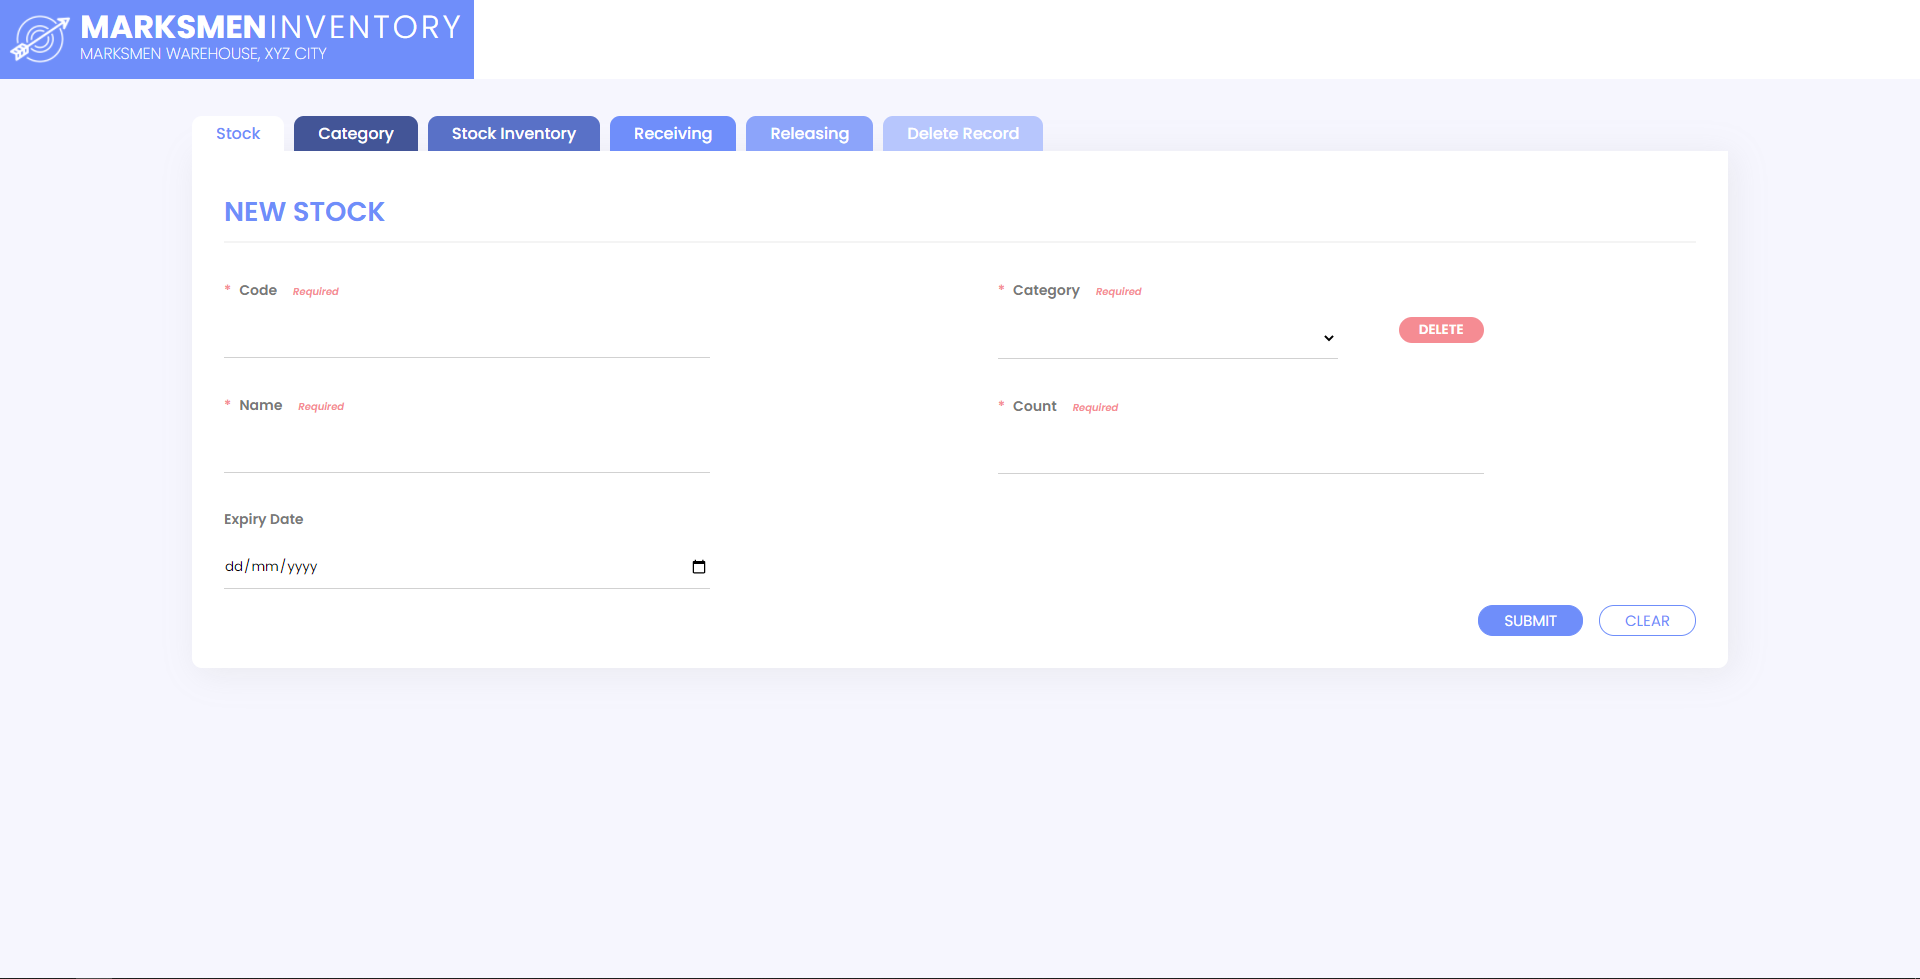 MARKSMENINVENTORY
MARKSMEN WAREHOUSE, XYZ CITY
Stock Category Stock Inventory Receiving Releasing Delete Record
NEW STOCK
* Code Required
* Category Required
DELETE
* Name Required
* Count Required
Expiry Date
dd/mm/yyyy
SUBMIT CLEAR